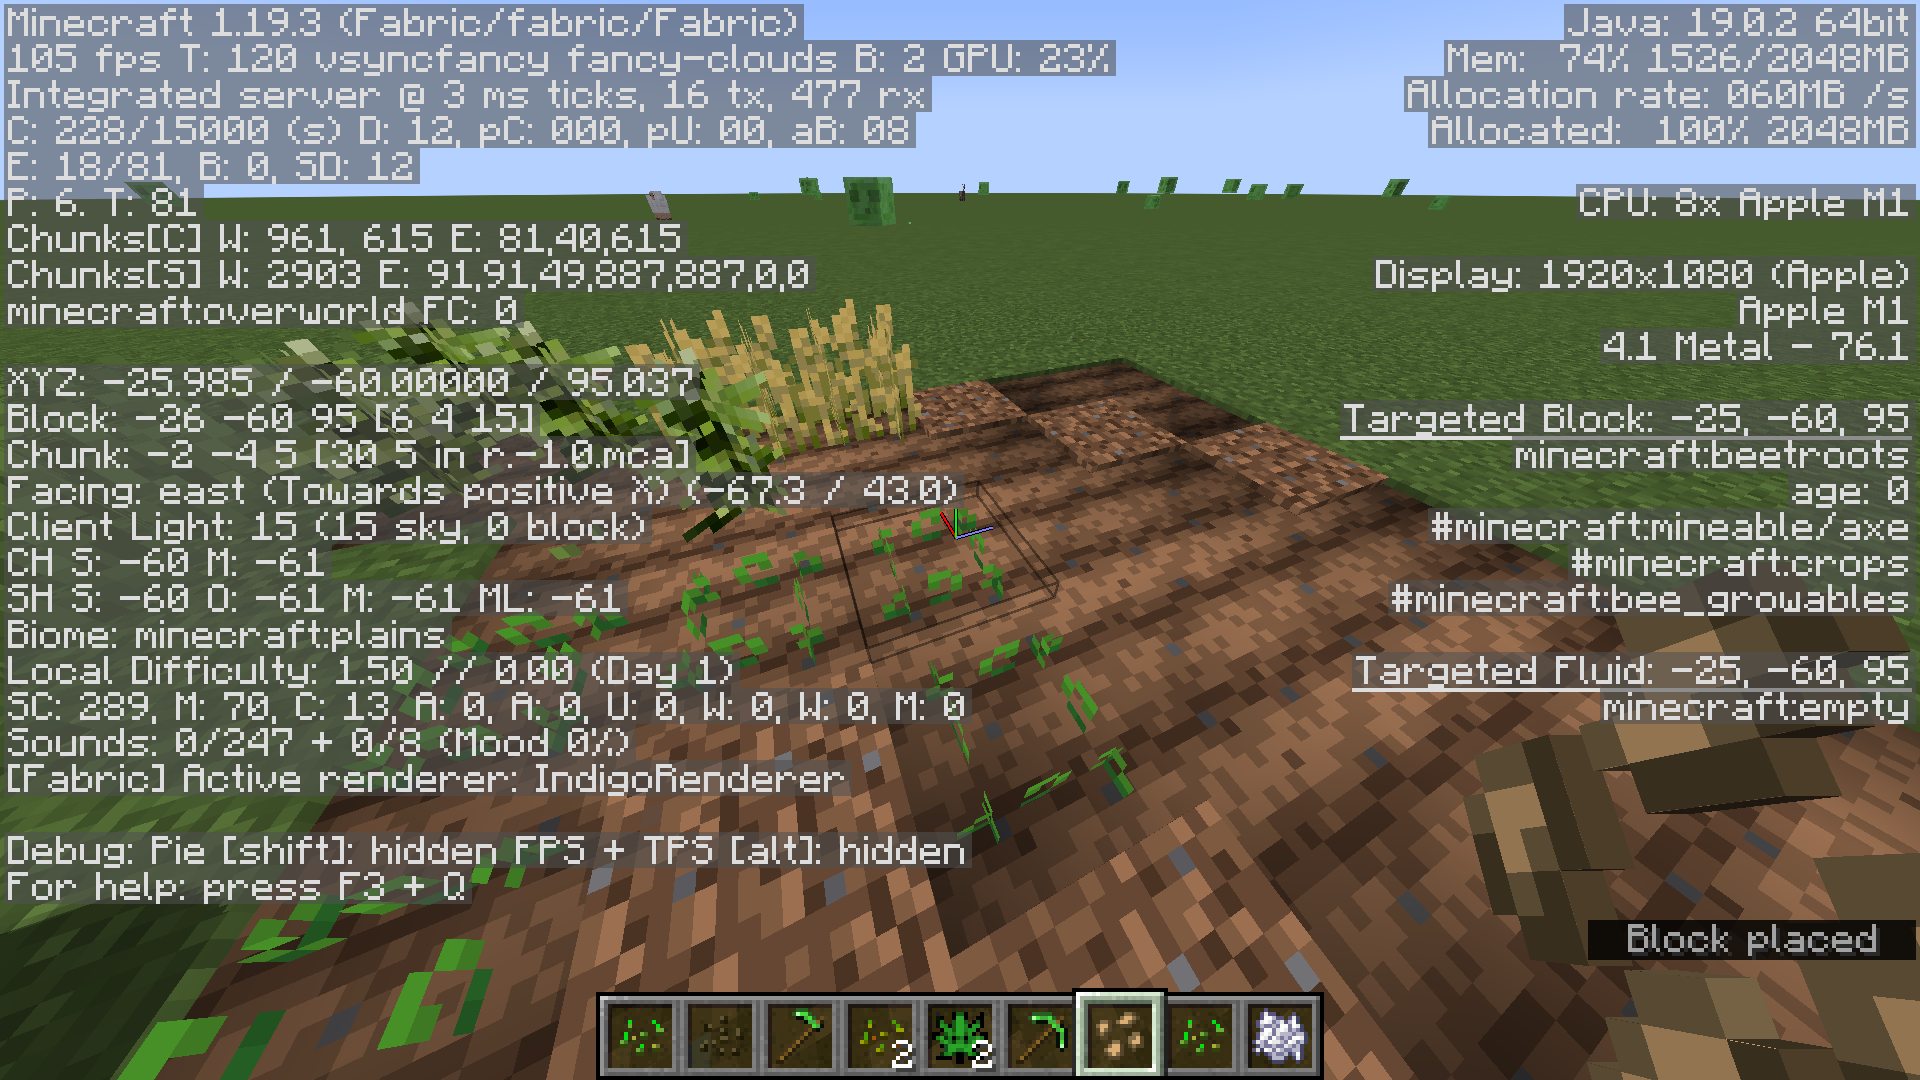 Minecraft 1.19.3 (Fabric/fabric/Fabric)
105 fps T: 120 vsyncfancy fancy-clouds B: 2 GPU: 23%
Integrated server @ 3 ms ticks, 16 tx, 477 rx
C: 228/15000 (s) D: 12, pC: 000, pU: 00, aB: 08
E: 18/81, B: 0, SD: 12
P: 6. T: 81
Chunks[C] W: 961, 615 E: 81,40,615
Chunks[S] W: 2903 E: 91,91,49,887,887,0,0
minecraft:overworld FC: 0
XYZ: -25.985 / -60.00000 / 95.037
Block: -26 -60 95 [6 4 15]
Chunk: -2 -4 5 [30 5 in r.-1.0.mca]
Facing: east (Towards positive X) (-67.3 / 43.0)
Client Light: 15 (15 sky, 0 block)
CH S: -60 M: -61
SH S: -60 O: -61 M: -61 ML: -61
Biome: minecraft:plains
Local Difficulty: 1.50 // 0.00 (Day 1)
SC: 289, M: 70, C: 13, A: 0, A: 0, U: 0, W: 0, W: 0, M: 0
Sounds: 0/247 + 0/8 (Mood 0%)
[Fabric] Active renderer: IndigoRenderer
Debug: Pie [shift]: hidden FPS + TPS [alt]: hidden
For help: press F3 + Q
Java: 19.0.2 64bit
Mem: 74% 1526/2048MB
Allocation rate: 060MB /s
Allocated: 100% 2048MB
CPU: 8x Apple M1
Display: 1920x1080 (Apple)
Apple M1
4.1 Metal - 76.1
Targeted Block: -25, -60, 95
minecraft:beetroots
age: 0
#minecraft:mineable/axe
#minecraft:crops
#minecraft:bee_growables
Targeted Fluid: -25, -60, 95
minecraft:empty
Block placed
2
2